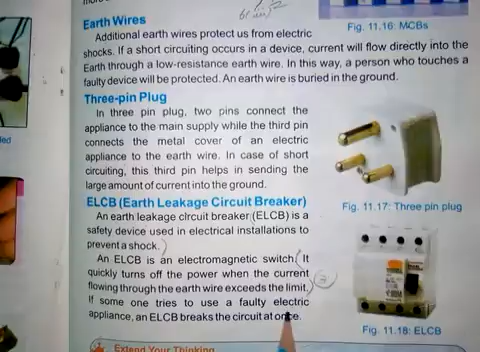 Earth Wires
Additional earth wires protect us from electric
shocks. If a short circuiting occurs in a device, current will flow directly into the
Earth through a low-resistance earth wire. In this way, a person who touches a
faulty device will be protected. An earth wire is buried in the ground.
Fig. 11.16: MCBs
Three-pin Plug
In three pin plug, two pins connect the
appliance to the main supply while the third pin
connects the metal cover of an electric
appliance to the earth wire. In case of short
circuiting, this third pin helps in sending the
large amount of current into the ground.
Fig. 11.17: Three pin plug
ELCB (Earth Leakage Circuit Breaker)
An earth leakage circuit breaker (ELCB) is a
safety device used in electrical installations to
prevent a shock.
An ELCB is an electromagnetic switch. It
quickly turns off the power when the current
flowing through the earth wire exceeds the limit.
If some one tries to use a faulty electric
appliance, an ELCB breaks the circuit at once.
Fig. 11.18: ELCB
Extend Your Thinking